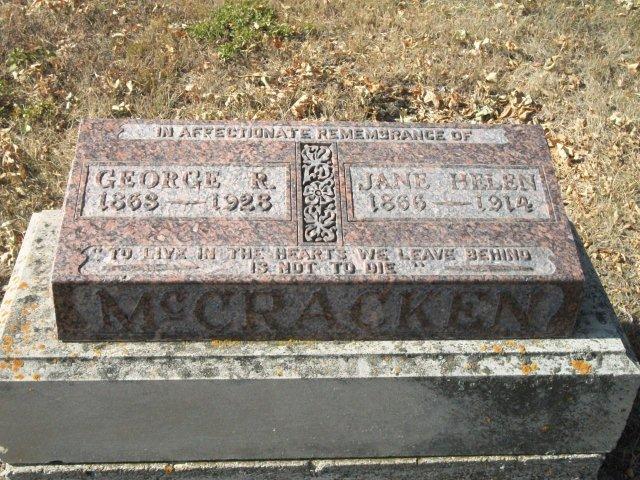 IN AFFECTIONATE REMEMBRANCE OF
GEORGE R.
1863 — 1928
JANE HELEN
1866 — 1914
"TO LIVE IN THE HEARTS WE LEAVE BEHIND
IS NOT TO DIE"
McCRACKEN